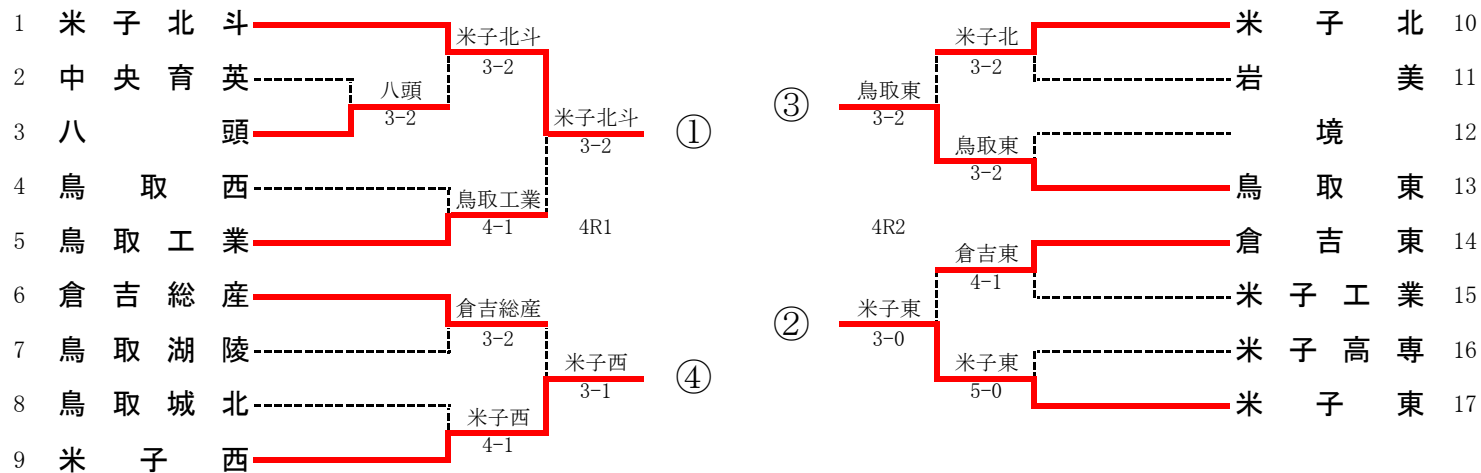 1 米子北斗
2 中央育英
3 八頭
4 鳥取西
5 鳥取工業
6 倉吉総産
7 鳥取湖陵
8 鳥取城北
9 米子西
八頭
3-2
米子北斗
3-2
鳥取工業
4-1
倉吉総産
3-2
米子西
4-1
米子北斗
3-2
4R1
米子西
3-1
①
④
③
②
鳥取東
3-2
4R2
米子東
3-0
米子北
3-2
鳥取東
3-2
倉吉東
4-1
米子東
5-0
米子北 10
岩美 11
境 12
鳥取東 13
倉吉東 14
米子工業 15
米子高専 16
米子東 17